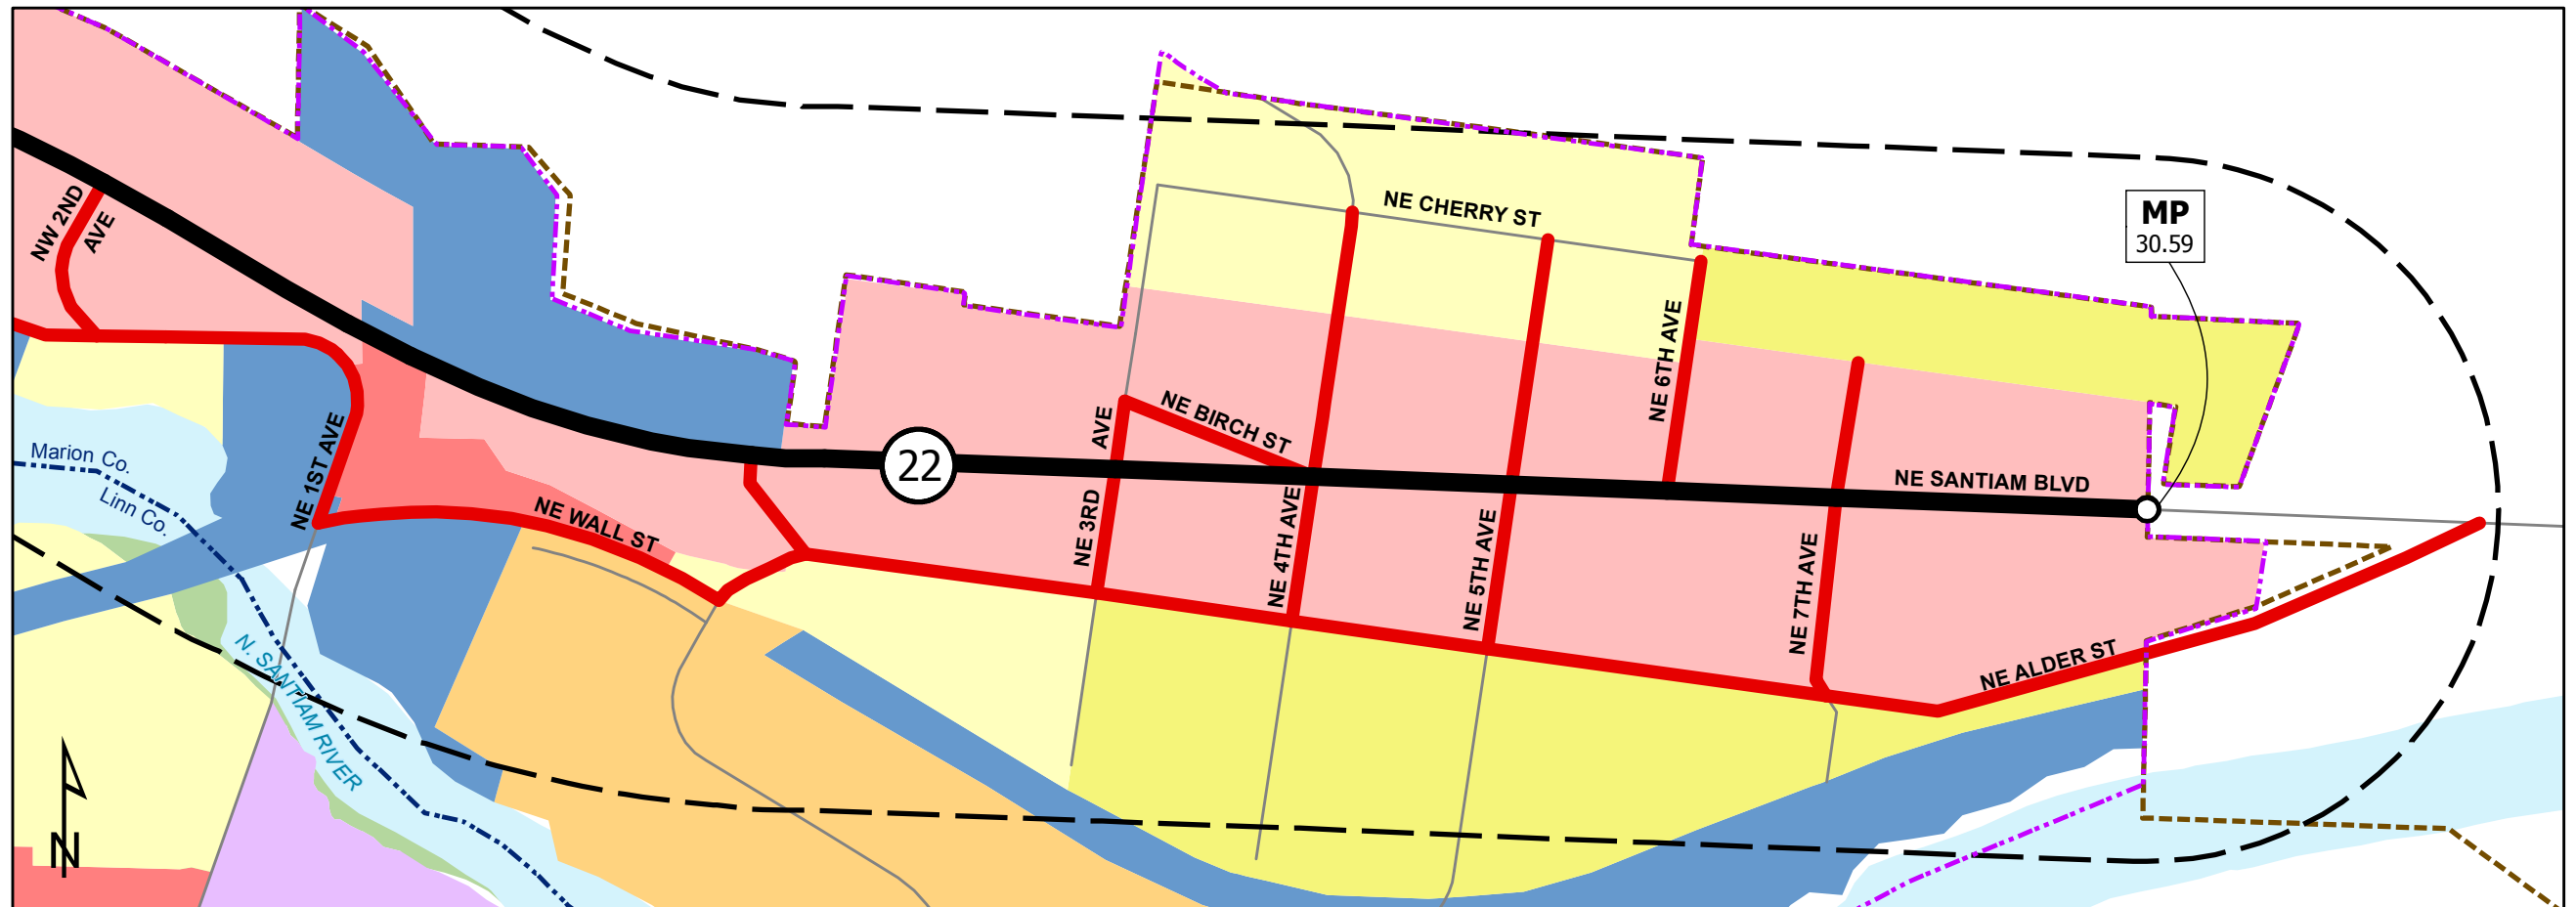 NW 2ND
AVE
NE CHERRY ST
MP
30.59
NE 6TH AVE
NE BIRCH ST
AVE
NE 3RD
22
NE SANTIAM BLVD
NE 1ST AVE
Marion Co.
Linn Co.
NE WALL ST
NE 4TH AVE
NE 5TH AVE
NE 7TH AVE
NE ALDER ST
N. SANTIAM RIVER
N